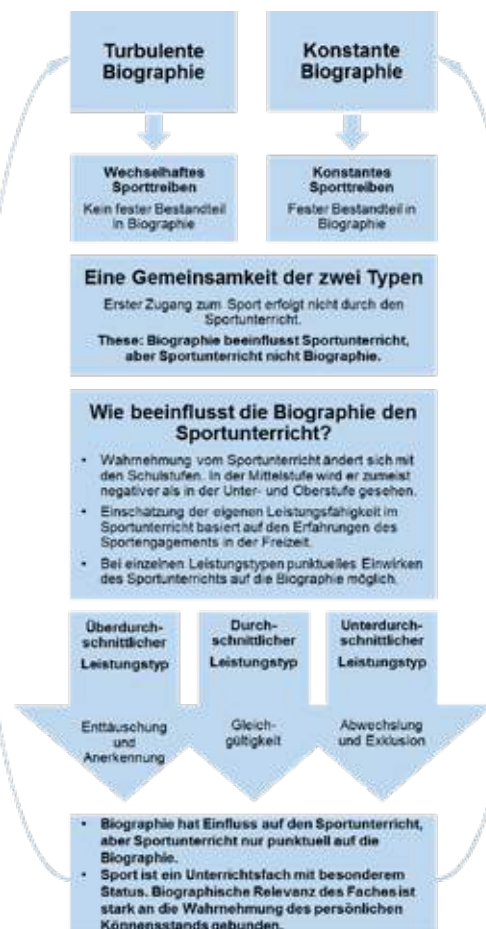 Turbulente
Biographie
Konstante
Biographie
Wechselhaftes
Sporttreiben
Kein fester Bestandteil
in Biographie
Konstantes
Sporttreiben
Fester Bestandteil in
Biographie
Eine Gemeinsamkeit der zwei Typen
Erster Zugang zum Sport erfolgt nicht durch den
Sportunterricht.
These: Biographie beeinflusst Sportunterricht,
aber Sportunterricht nicht Biographie.
Wie beeinflusst die Biographie den
Sportunterricht?
• Wahrnehmung vom Sportunterricht ändert sich mit
den Schulstufen. In der Mittelstufe wird er zumeist
negativer als in der Unter- und Oberstufe gesehen.
• Einschätzung der eigenen Leistungsfähigkeit im
Sportunterricht basiert auf den Erfahrungen des
Sportengagements in der Freizeit.
• Bei einzelnen Leistungstypen punktuelles Einwirken
des Sportunterrichts auf die Biographie möglich.
Überdurch-
schnittlicher
Leistungstyp
Enttäuschung
und
Anerkennung
Durch-
schnittlicher
Leistungstyp
Gleich-
gültigkeit
Unterdurch-
schnittlicher
Leistungstyp
Abwechslung
und Exklusion
• Biographie hat Einfluss auf den Sportunterricht,
aber Sportunterricht nur punktuell auf die
Biographie.
• Sport ist ein Unterrichtsfach mit besonderem
Status. Biographische Relevanz des Faches ist
stark an die Wahrnehmung des persönlichen
Könnensstands gebunden.